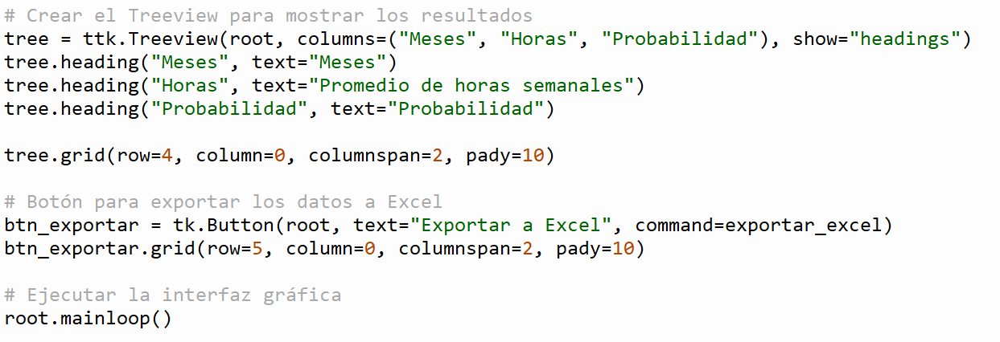 # Crear el Treeview para mostrar los resultados
tree = ttk.Treeview(root, columns=("Meses", "Horas", "Probabilidad"), show="headings")
tree.heading("Meses", text="Meses")
tree.heading("Horas", text="Promedio de horas semanales")
tree.heading("Probabilidad", text="Probabilidad")
tree.grid(row=4, column=0, columnspan=2, pady=10)
# Botón para exportar los datos a Excel
btn_exportar = tk.Button(root, text="Exportar a Excel", command=exportar_excel)
btn_exportar.grid(row=5, column=0, columnspan=2, pady=10)
# Ejecutar la interfaz gráfica
root.mainloop()